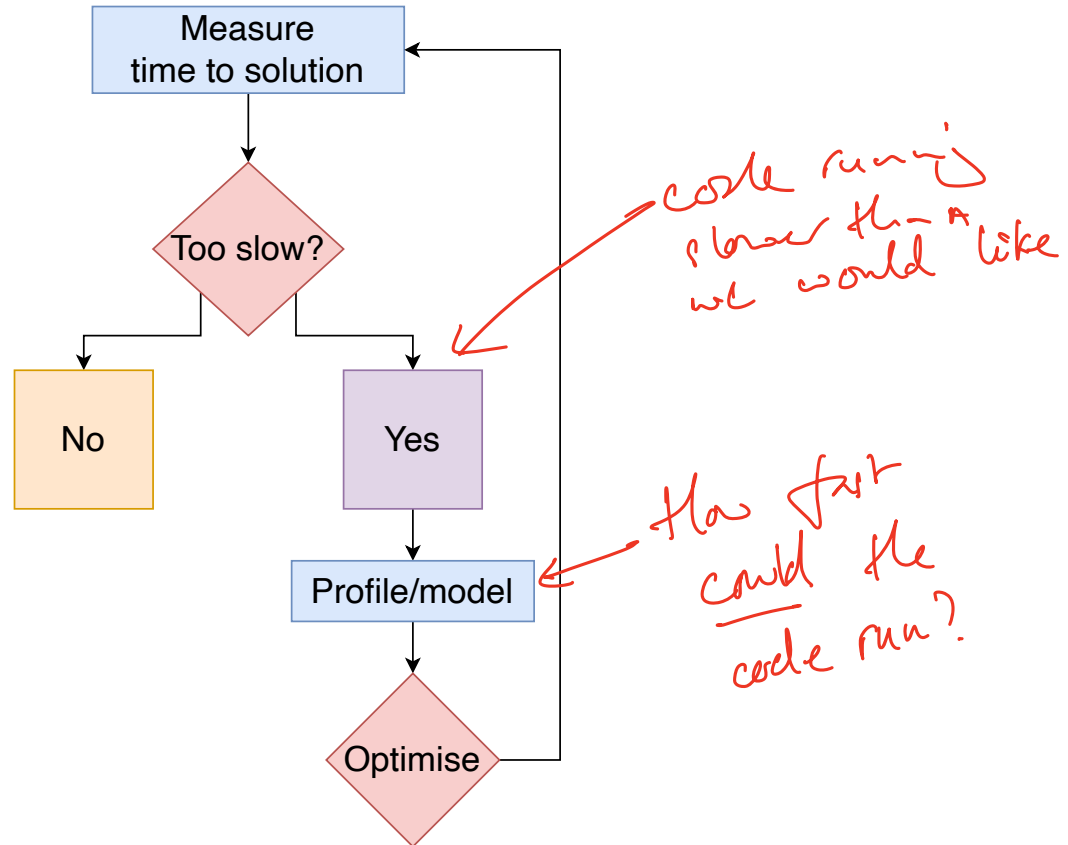 Measure
time to solution
Too slow?
No
Yes
Profile/model
Optimise
code running
slower than
we would like
How fast
could the
code run?